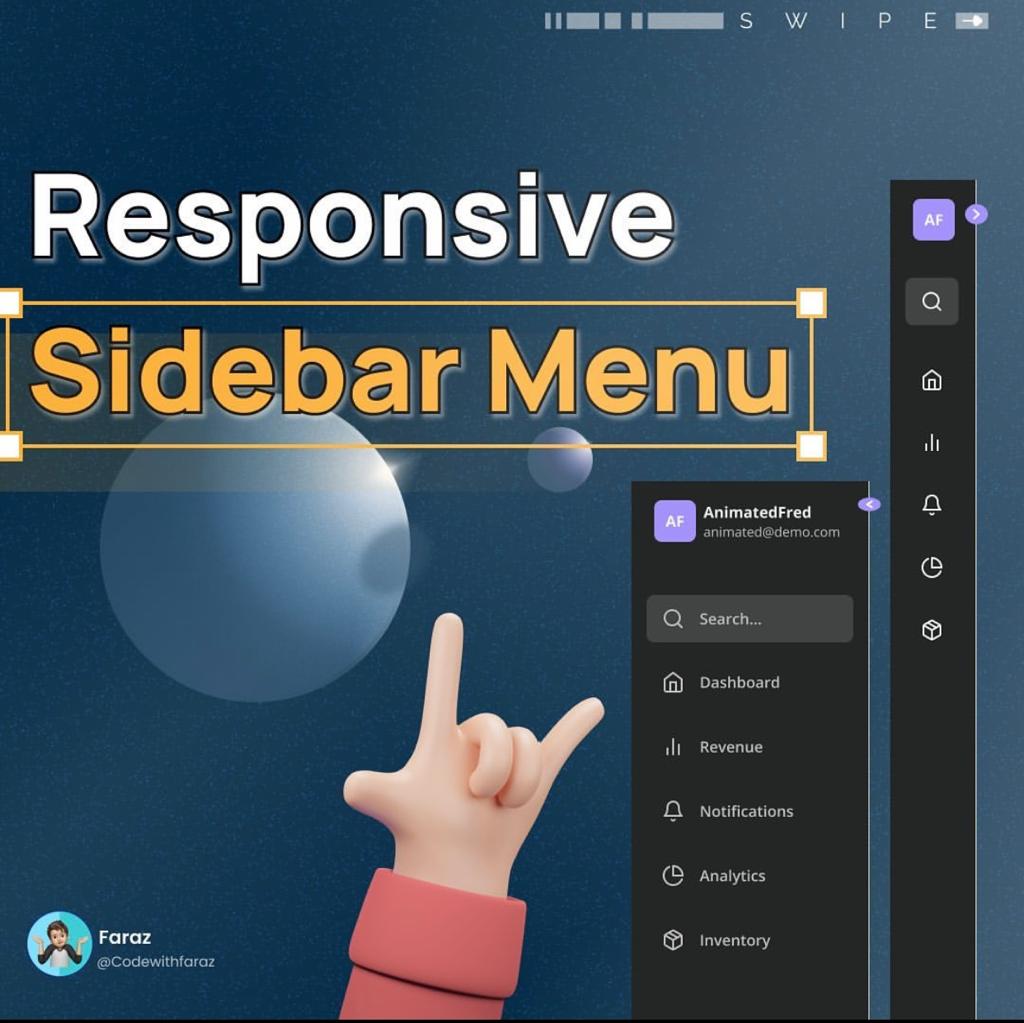 S W I P E
Responsive
Sidebar Menu
AF
AF AnimatedFred
animated@demo.com
Search...
Dashboard
Revenue
Notifications
Analytics
Inventory
Faraz
@Codewithfaraz